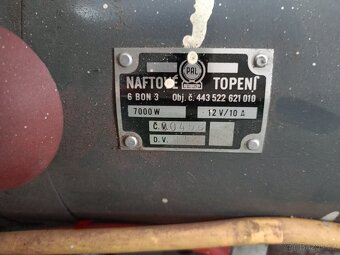 PAL
NAFTOVÉ TOPENÍ
6 BON 3 Obj. č. 443 522 621 010
7000 W 12 V/10 A
Č.V.
D.V.